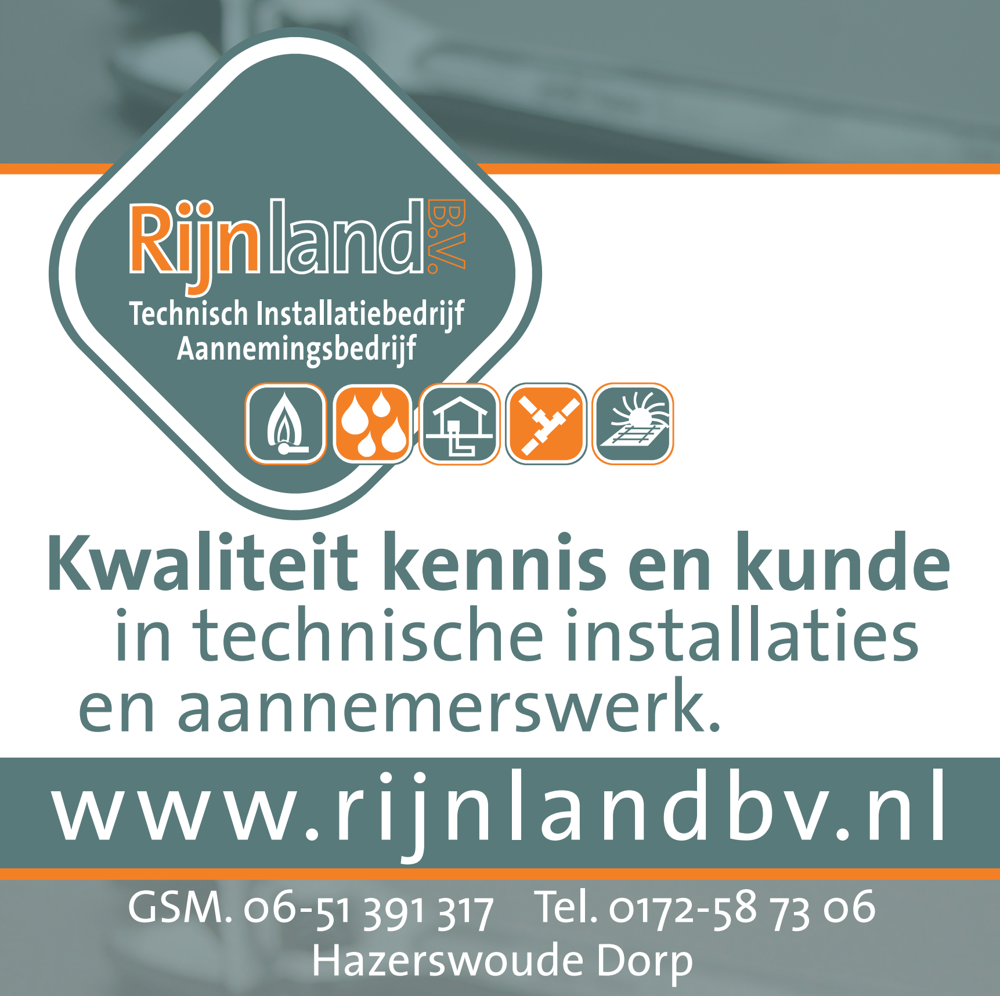 Rijnland B.V.
Technisch Installatiebedrijf
Aannemingsbedrijf
Kwaliteit kennis en kunde
in technische installaties
en aannemerswerk.
www.rijnlandbv.nl
GSM. 06-51 391 317 Tel. 0172-58 73 06
Hazerswoude Dorp